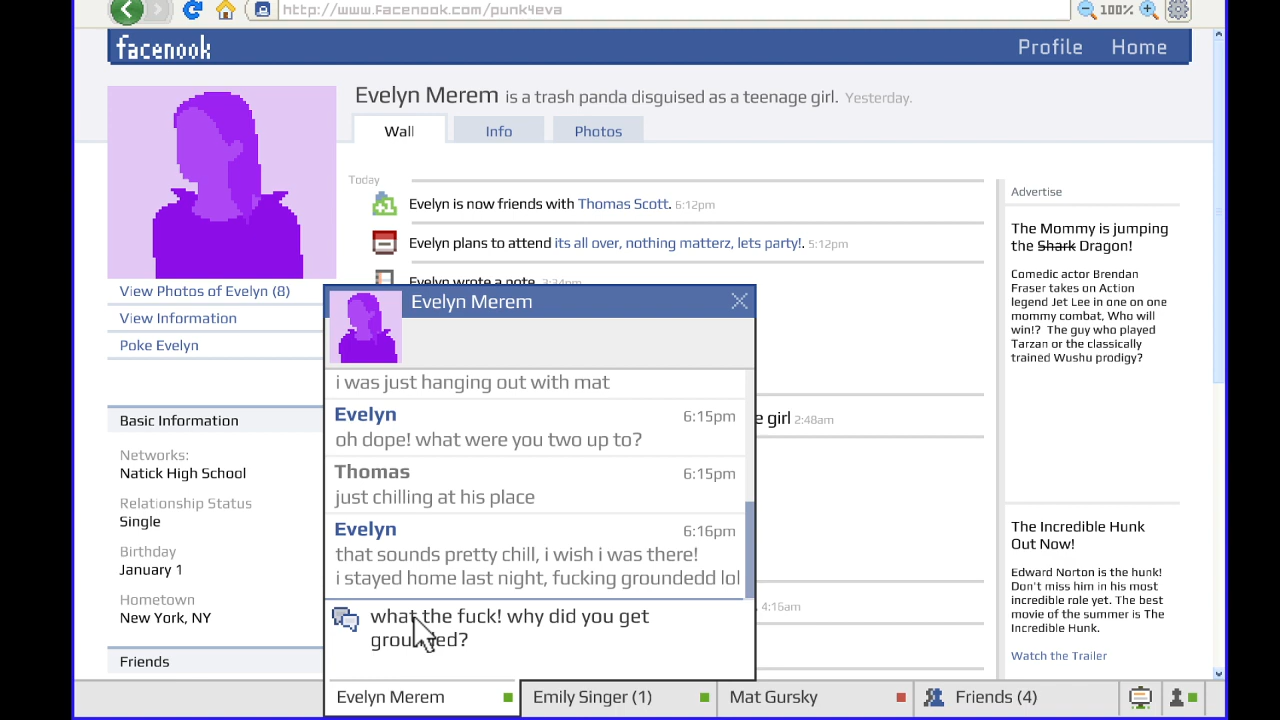 http://www.facenook.com/punk4eva
100%
facenook
Profile Home
Evelyn Merem is a trash panda disguised as a teenage girl. Yesterday.
Wall Info Photos
Today
+1
Evelyn is now friends with Thomas Scott. 6:12pm
Evelyn plans to attend its all over, nothing matterz, lets party!. 5:12pm
Evelyn wrote a note. 3:34pm
e girl 2:48am
4:16am
View Photos of Evelyn (8)
View Information
Poke Evelyn
Basic Information
Networks:
Natick High School
Relationship Status
Single
Birthday
January 1
Hometown
New York, NY
Friends
Evelyn Merem
i was just hanging out with mat
Evelyn 6:15pm
oh dope! what were you two up to?
Thomas 6:15pm
just chilling at his place
Evelyn 6:16pm
that sounds pretty chill, i wish i was there!
i stayed home last night, fucking groundedd lol
what the fuck! why did you get
grounded?
Advertise
The Mommy is jumping
the Shark Dragon!
Comedic actor Brendan
Fraser takes on Action
legend Jet Lee in one on one
mommy combat, Who will
win!? The guy who played
Tarzan or the classically
trained Wushu prodigy?
The Incredible Hunk
Out Now!
Edward Norton is the hunk!
Don't miss him in his most
incredible role yet. The best
movie of the summer is The
Incredible Hunk.
Watch the Trailer
Evelyn Merem
Emily Singer (1)
Mat Gursky
Friends (4)